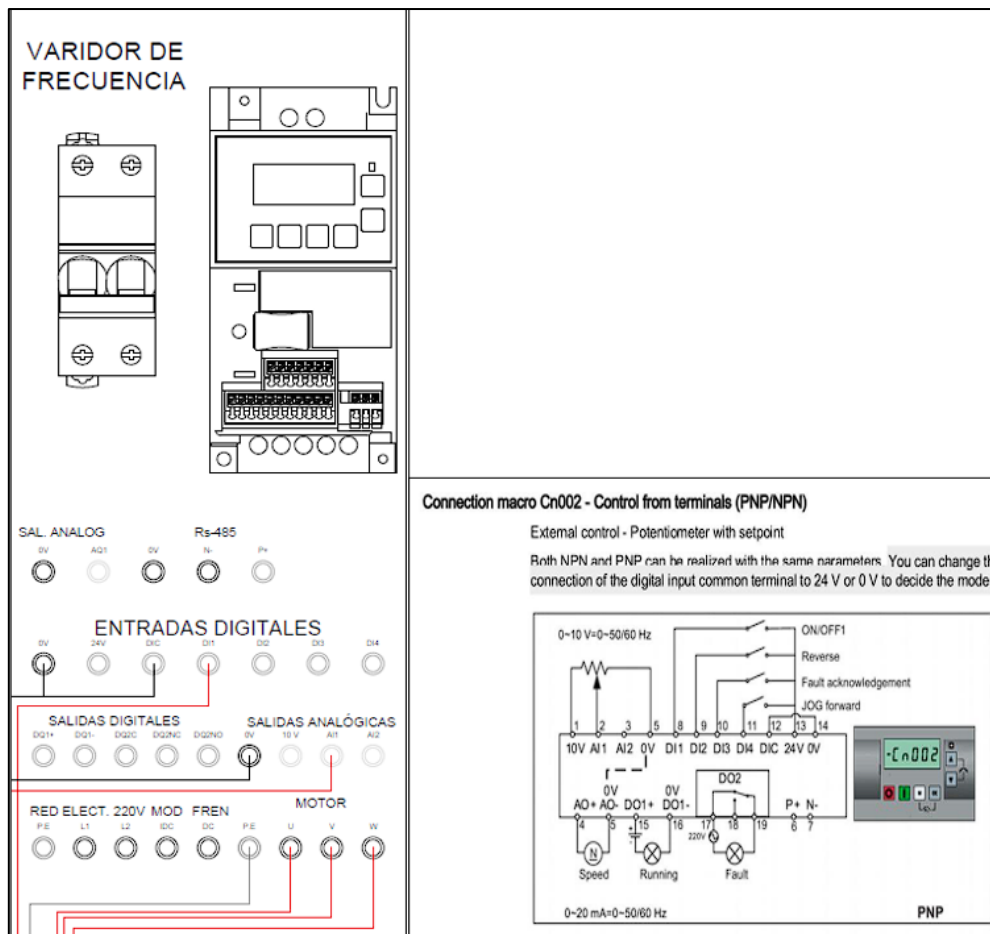 VARIDOR DE
FRECUENCIA
SAL. ANALOG Rs-485
0V AQ1 0V N- P+
ENTRADAS DIGITALES
0V 24V DIC DI1 DI2 DI3 DI4
SALIDAS DIGITALES SALIDAS ANALÓGICAS
DQ1+ DQ1- DQ2C DQ2NC DQ2NO 0V 10 V AI1 AI2
RED ELECT. 220V MOD FREN MOTOR
P.E L1 L2 IDC DC P.E U V W
Connection macro Cn002 - Control from terminals (PNP/NPN)
External control - Potentiometer with setpoint
Both NPN and PNP can be realized with the same parameters. You can change th
connection of the digital input common terminal to 24 V or 0 V to decide the mode
0~10 V=0~50/60 Hz
ON/OFF1
Reverse
Fault acknowledgement
JOG forward
1 2 3 5 8 9 10 11 12 13 14
10V AI1 AI2 0V DI1 DI2 DI3 DI4 DIC 24V 0V
-Cn002
DO2
0V 0V
AO+ AO- DO1+ DO1- P+ N-
4 5 15 16 17 18 19 6 7
220V
N
Speed Running Fault
0~20 mA=0~50/60 Hz
PNP